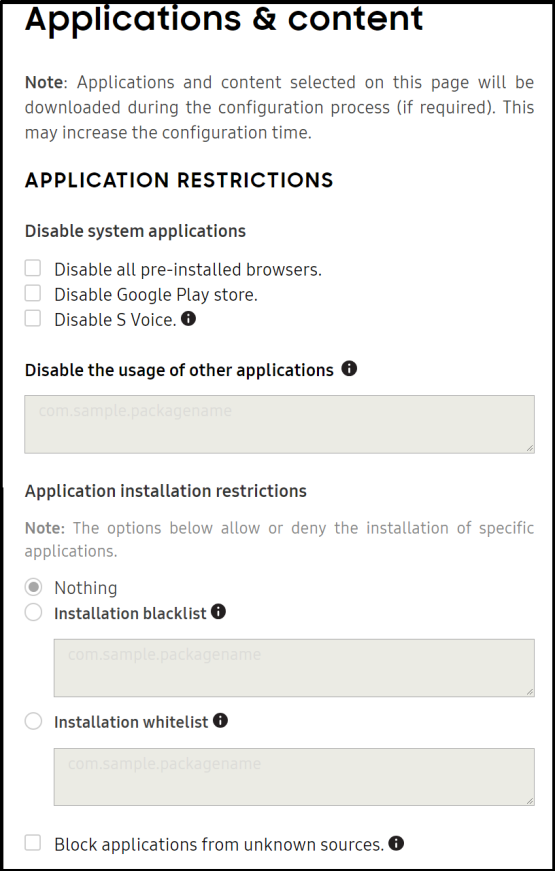 Applications & content
Note: Applications and content selected on this page will be
downloaded during the configuration process (if required). This
may increase the configuration time.
APPLICATION RESTRICTIONS
Disable system applications
Disable all pre-installed browsers.
Disable Google Play store.
Disable S Voice.
Disable the usage of other applications
com.sample.packagename
Application installation restrictions
Note: The options below allow or deny the installation of specific
applications.
Nothing
Installation blacklist
com.sample.packagename
Installation whitelist
com.sample.packagename
Block applications from unknown sources.